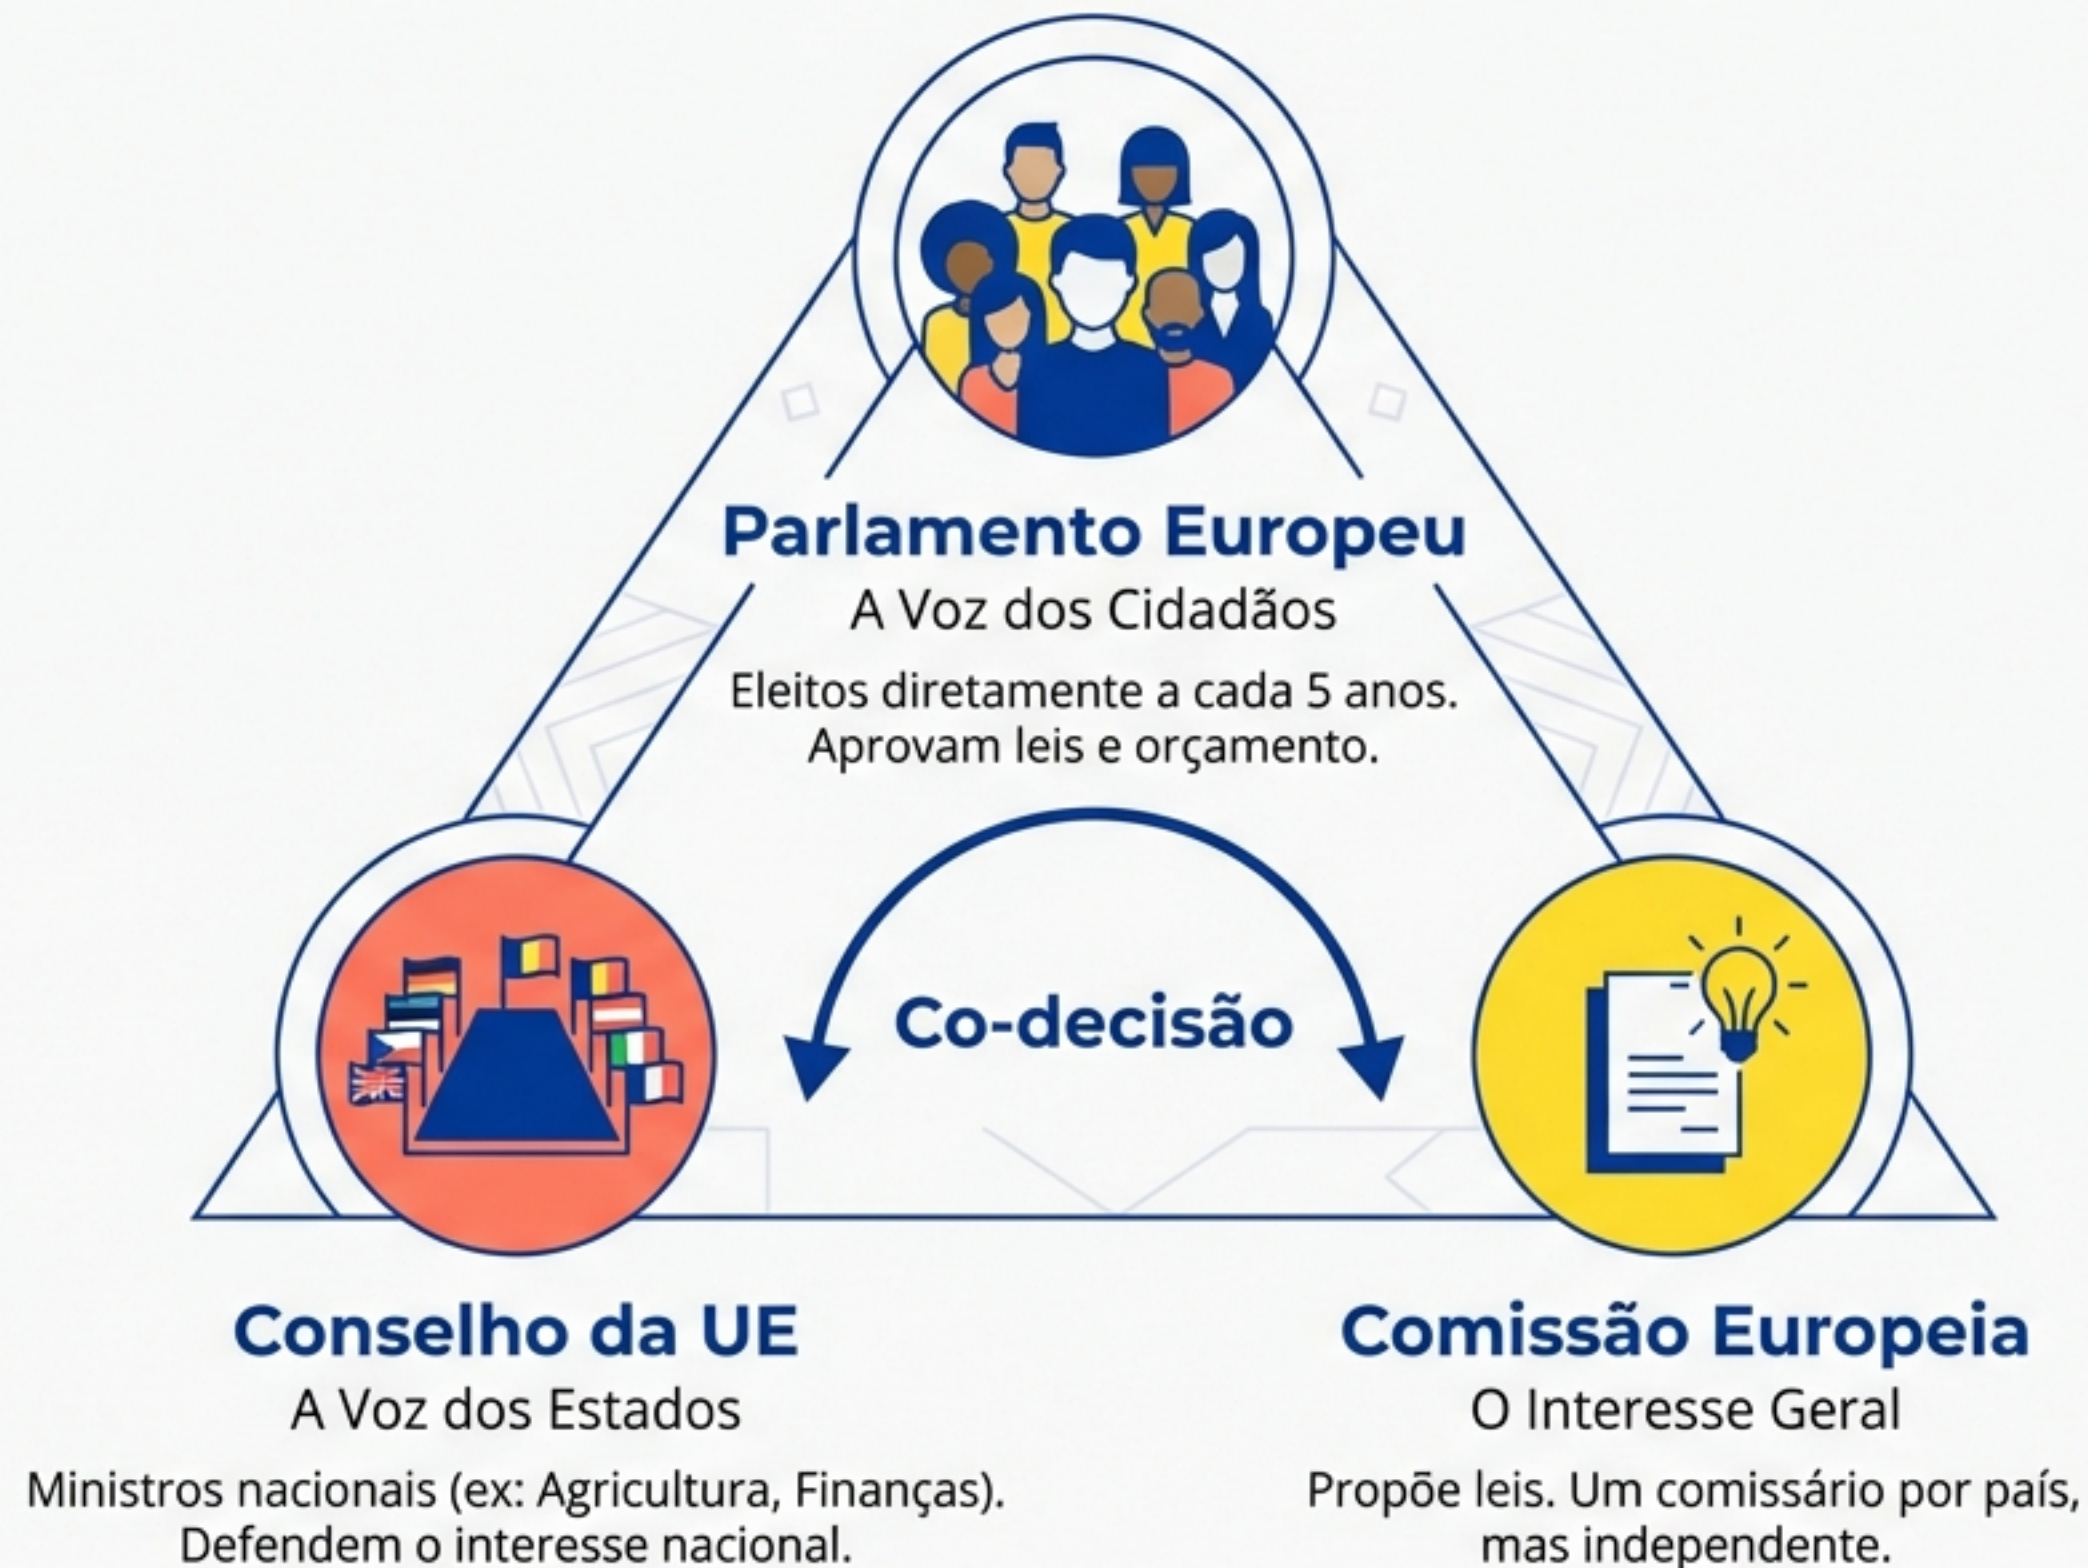 Parlamento Europeu
A Voz dos Cidadãos
Eleitos diretamente a cada 5 anos.
Aprovam leis e orçamento.
Co-decisão
Conselho da UE
A Voz dos Estados
Ministros nacionais (ex: Agricultura, Finanças).
Defendem o interesse nacional.
Comissão Europeia
O Interesse Geral
Propõe leis. Um comissário por país,
mas independente.